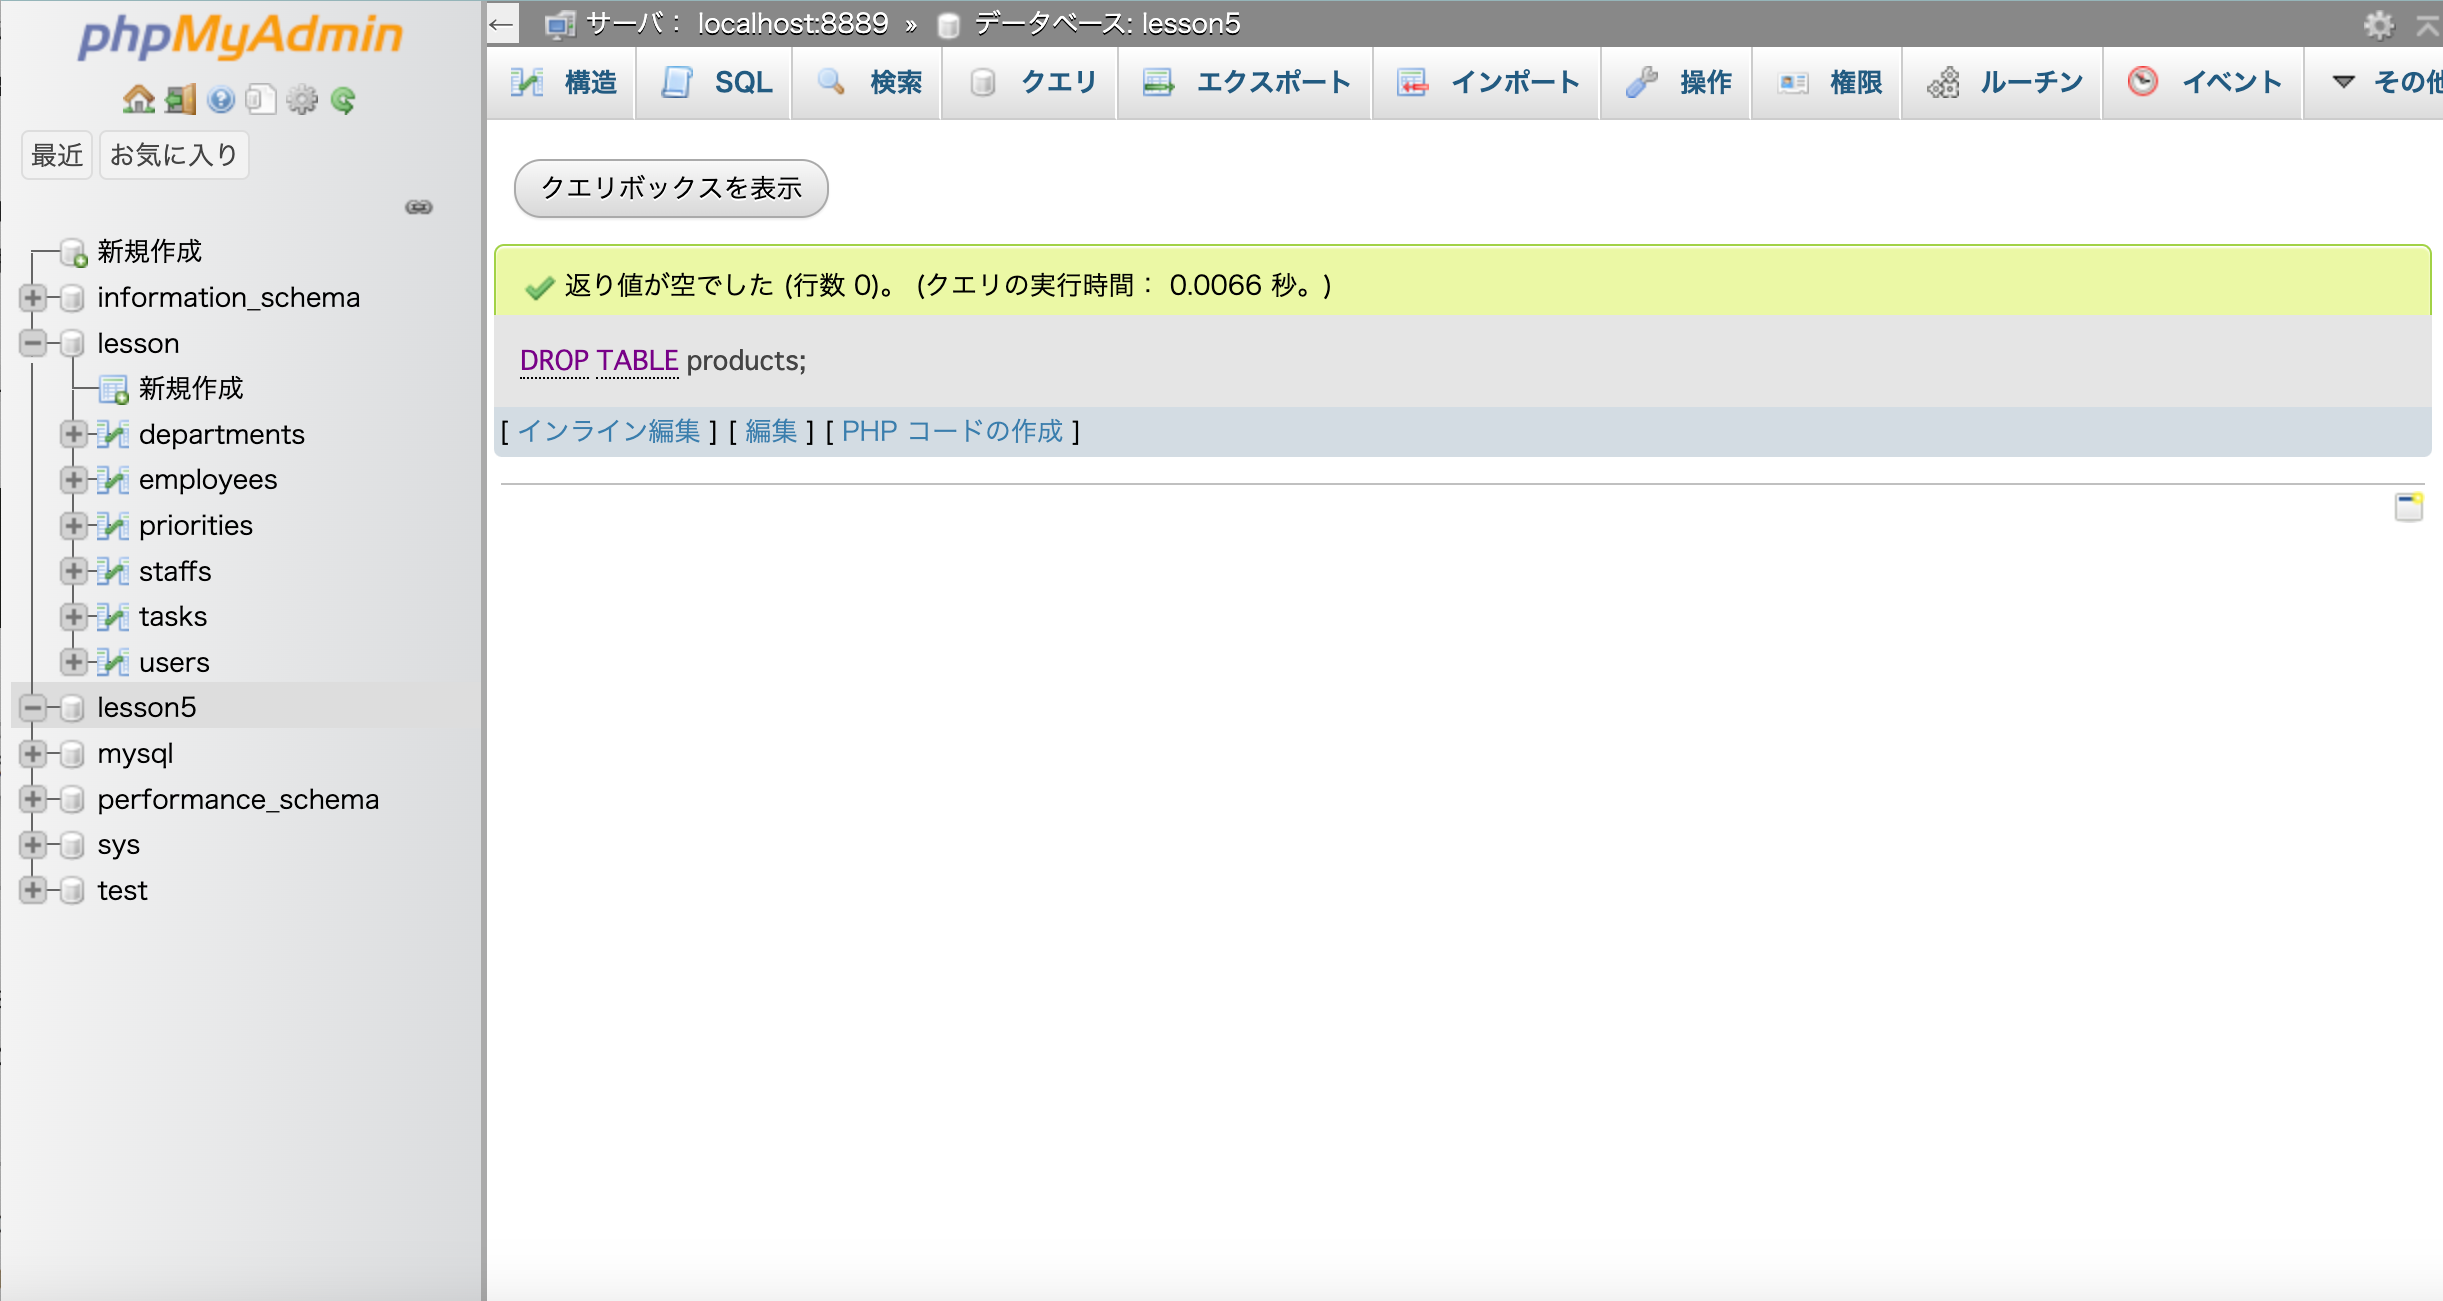 phpMyAdmin
最近 お気に入り
新規作成
information_schema
lesson
新規作成
departments
employees
priorities
staffs
tasks
users
lesson5
mysql
performance_schema
sys
test
サーバ： localhost:8889 » データベース: lesson5
構造 SQL 検索 クエリ エクスポート インポート 操作 権限 ルーチン イベント その他
クエリボックスを表示
返り値が空でした (行数 0)。 (クエリの実行時間： 0.0066 秒。)
DROP TABLE products;
[ インライン編集 ] [ 編集 ] [ PHP コードの作成 ]